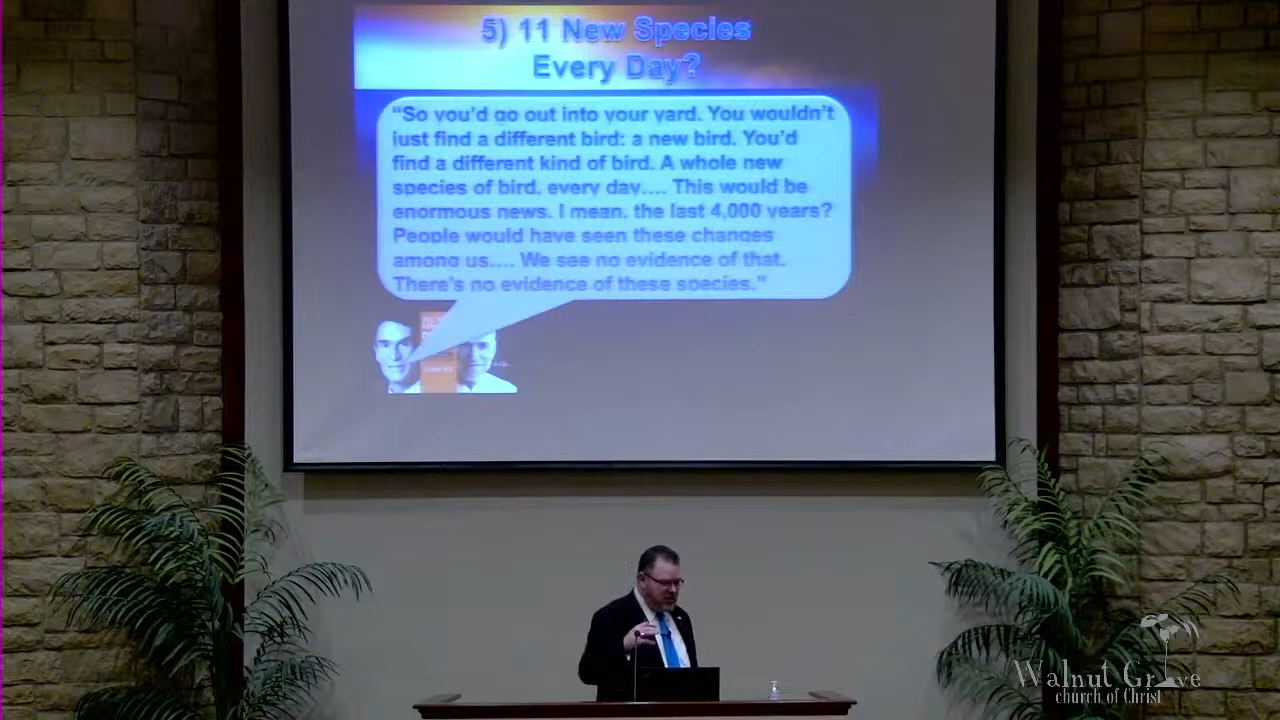 5) 11 New Species
Every Day?
“So you’d go out into your yard. You wouldn’t
just find a different bird: a new bird. You’d
find a different kind of bird. A whole new
species of bird, every day.... This would be
enormous news. I mean, the last 4,000 years?
People would have seen these changes
among us.... We see no evidence of that.
There’s no evidence of these species.”
Walnut Grove
church of Christ